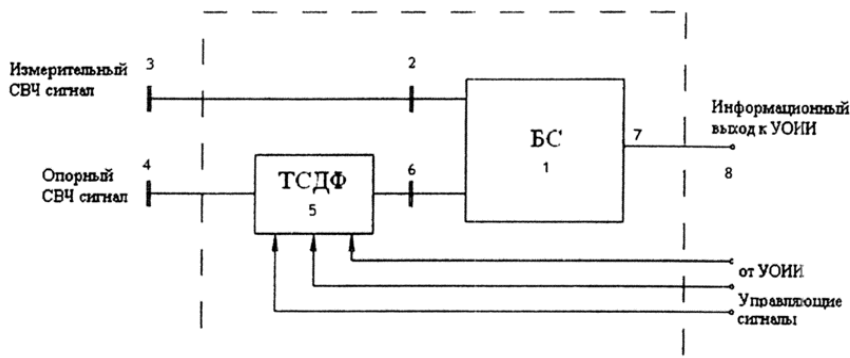 Измерительный
СВЧ сигнал
3
2
БС
1
7
Информационный
выход к УОИИ
8
Опорный
СВЧ сигнал
4
ТСДФ
5
6
от УОИИ
Управляющие
сигналы